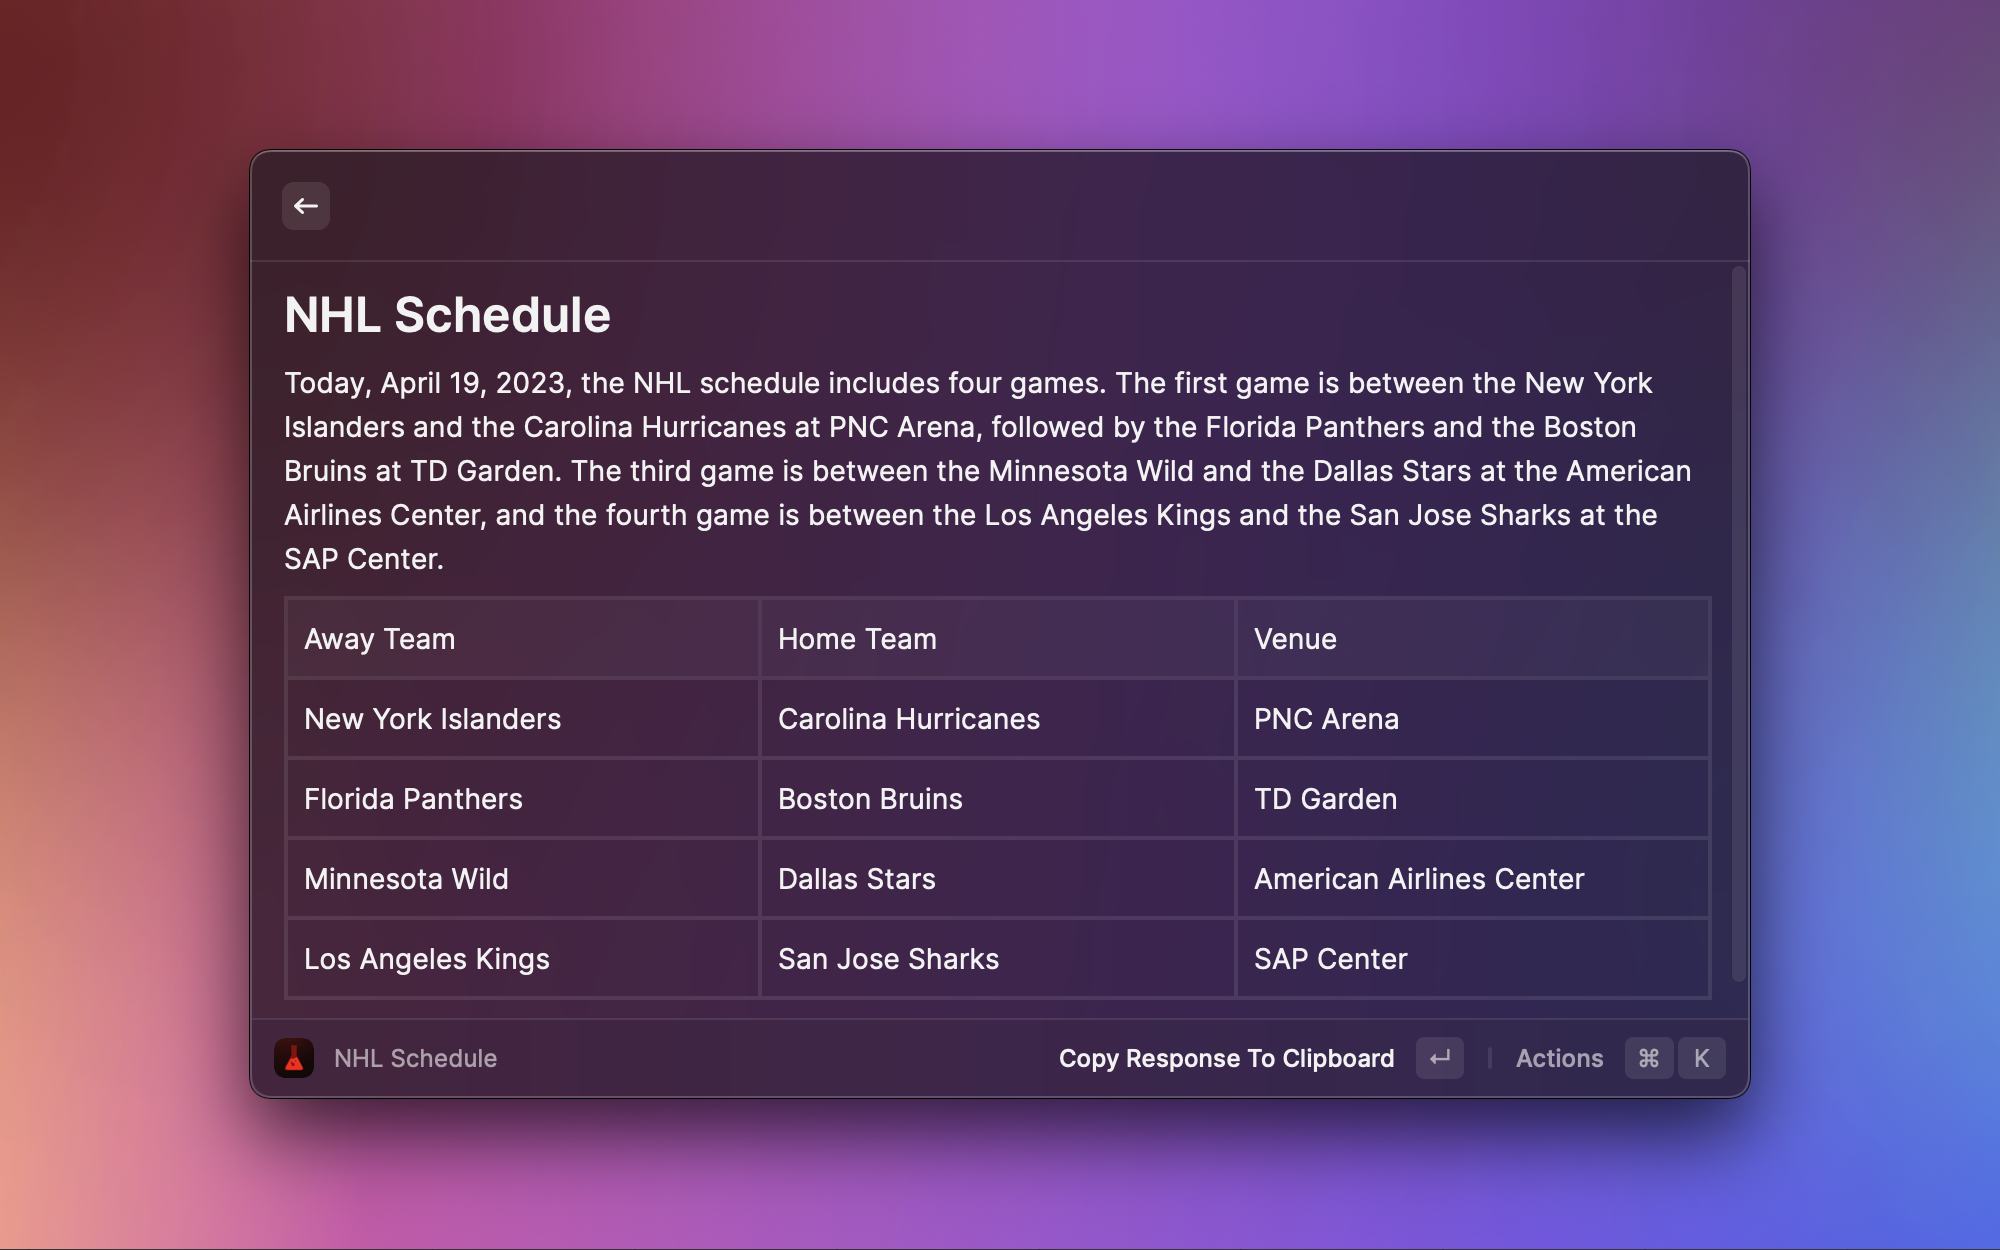 NHL Schedule
Today, April 19, 2023, the NHL schedule includes four games. The first game is between the New York
Islanders and the Carolina Hurricanes at PNC Arena, followed by the Florida Panthers and the Boston
Bruins at TD Garden. The third game is between the Minnesota Wild and the Dallas Stars at the American
Airlines Center, and the fourth game is between the Los Angeles Kings and the San Jose Sharks at the
SAP Center.
Away Team Home Team Venue
New York Islanders Carolina Hurricanes PNC Arena
Florida Panthers Boston Bruins TD Garden
Minnesota Wild Dallas Stars American Airlines Center
Los Angeles Kings San Jose Sharks SAP Center
NHL Schedule Copy Response To Clipboard ↵ Actions ⌘ K